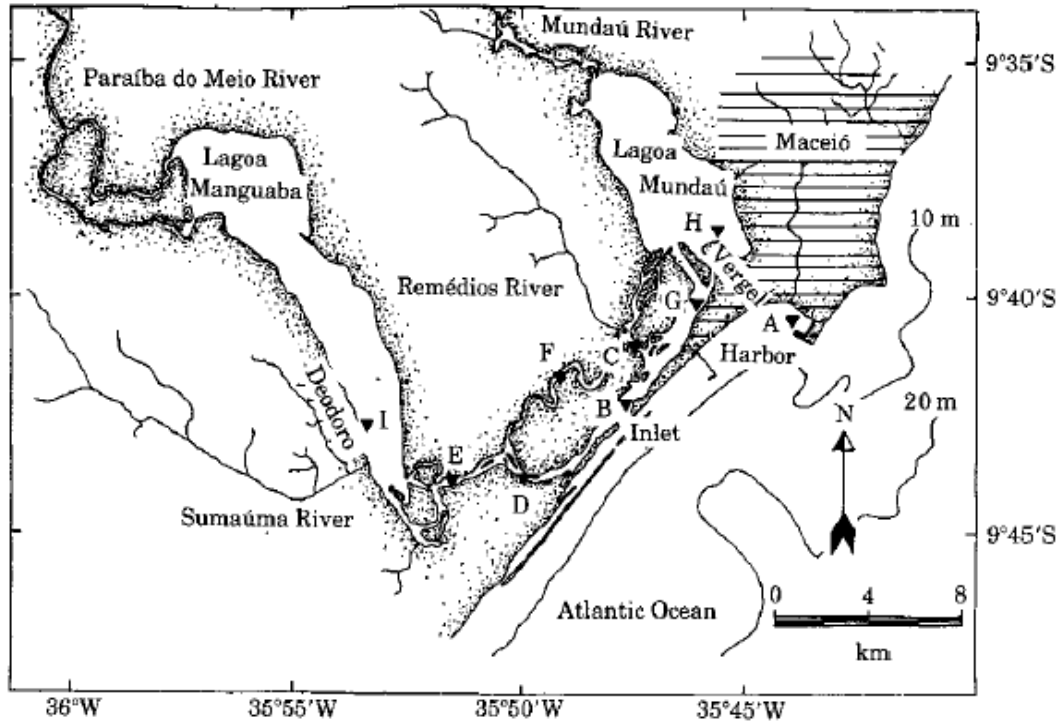 Mundaú River
Paraíba do Meio River
9°35'S
Lagoa
Manguaba
Maceió
Lagoa
Mundaú
10 m
H
Vergel
Remédios River
G
9°40'S
A
C
Harbor
F
B
20 m
N
Inlet
Deodoro
I
E
D
Sumaúma River
9°45'S
0 4 8
km
Atlantic Ocean
36°W 35°55'W 35°50'W 35°45'W